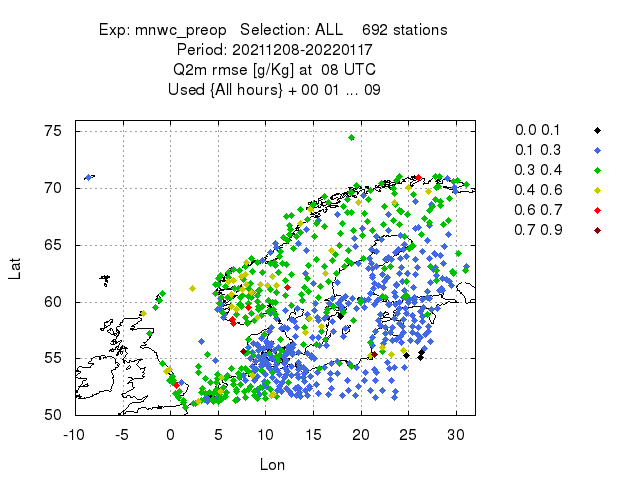 Exp: mnwc_preop   Selection: ALL    692 stations
Period: 20211208-20220117
Q2m rmse [g/Kg] at  08 UTC
Used {All hours} + 00 01 ... 09
75
70
65
60
55
50
-10 -5 0 5 10 15 20 25 30
Lat
Lon
0.0 0.1
0.1 0.3
0.3 0.4
0.4 0.6
0.6 0.7
0.7 0.9